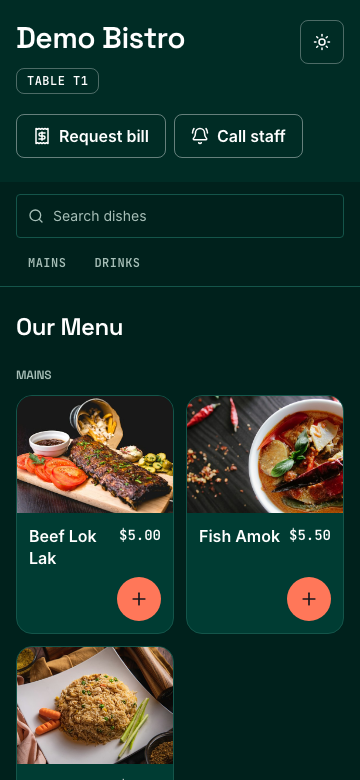 Demo Bistro
TABLE T1
Request bill
Call staff
Search dishes
MAINS DRINKS
Our Menu
MAINS
Beef Lok Lak $5.00
Fish Amok $5.50